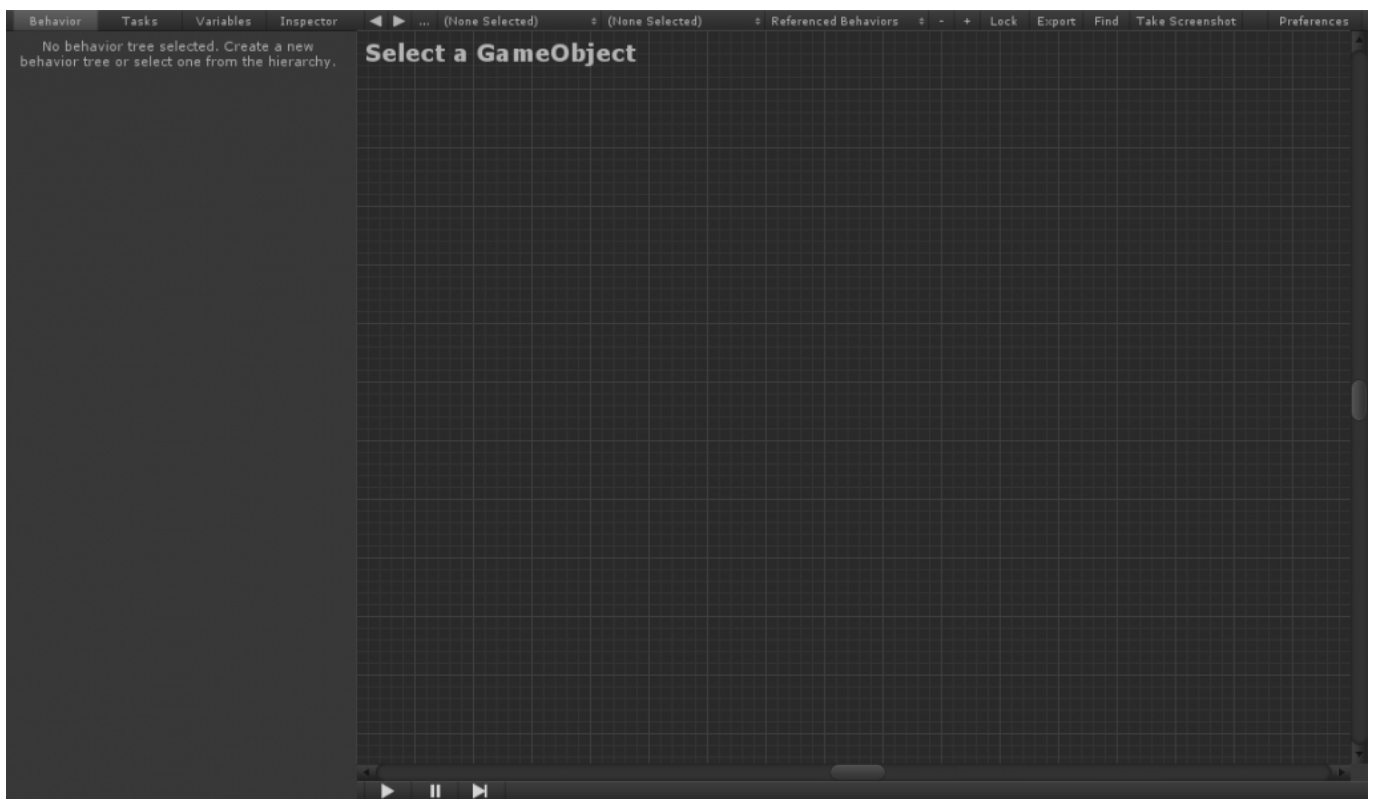 Behavior Tasks Variables Inspector ... (None Selected) (None Selected) Referenced Behaviors - + Lock Export Find Take Screenshot Preferences
No behavior tree selected. Create a new
behavior tree or select one from the hierarchy.
Select a GameObject